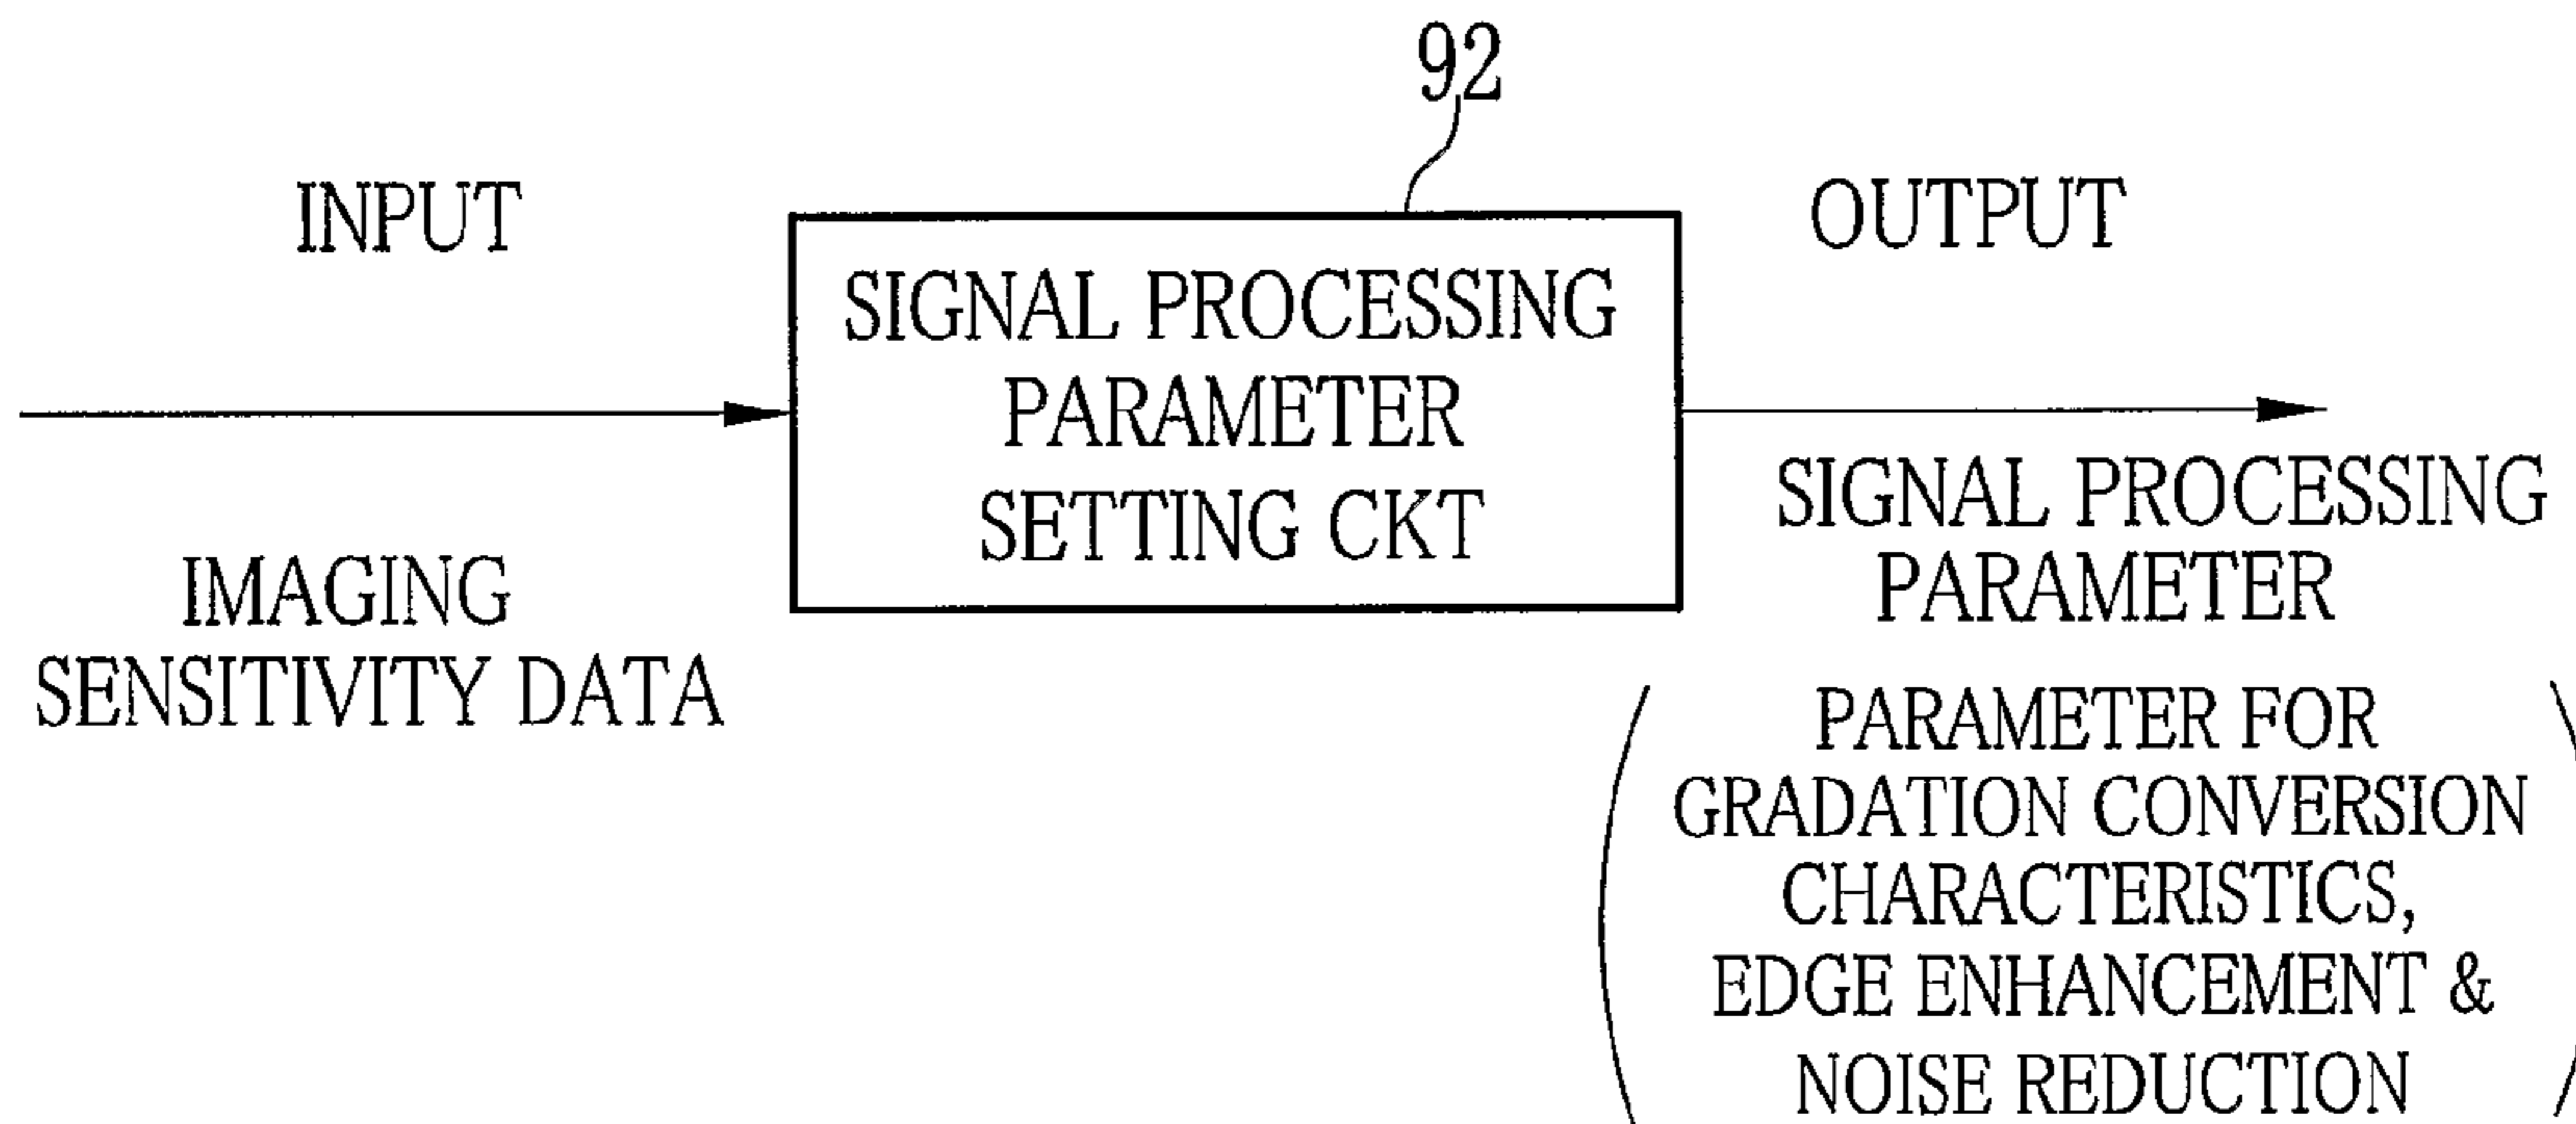 92
INPUT
OUTPUT
SIGNAL PROCESSING
PARAMETER
SETTING CKT
IMAGING
SENSITIVITY DATA
SIGNAL PROCESSING
PARAMETER
( PARAMETER FOR
GRADATION CONVERSION
CHARACTERISTICS,
EDGE ENHANCEMENT &
NOISE REDUCTION )